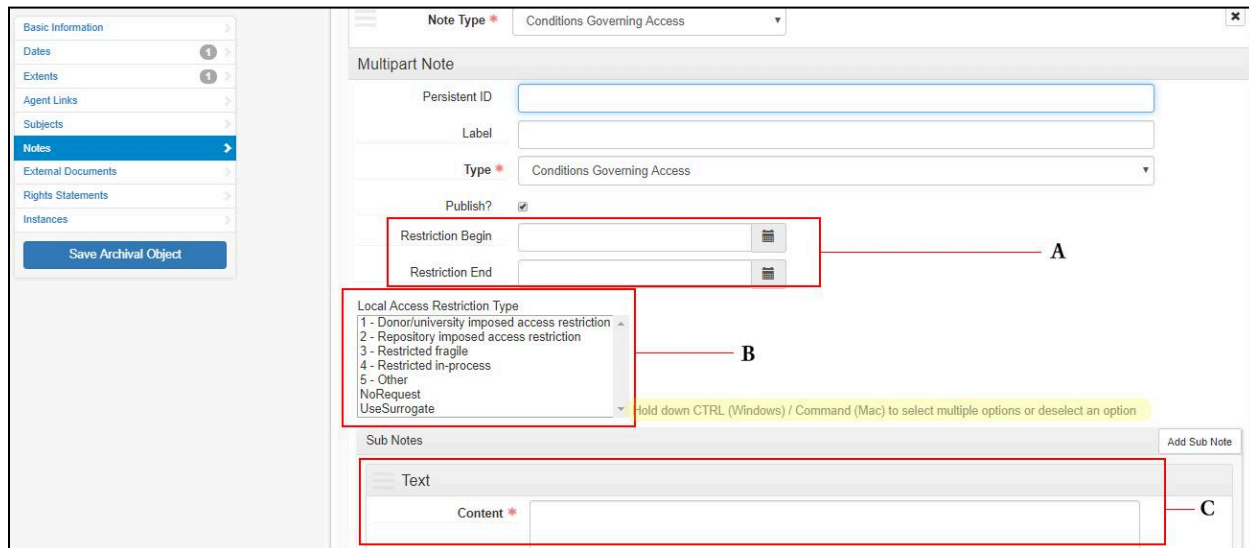 Basic Information
Dates 1
Extents 1
Agent Links
Subjects
Notes
External Documents
Rights Statements
Instances
Save Archival Object
Note Type * Conditions Governing Access
Multipart Note
Persistent ID
Label
Type * Conditions Governing Access
Publish?
Restriction Begin
Restriction End
A
Local Access Restriction Type
1 - Donor/university imposed access restriction
2 - Repository imposed access restriction
3 - Restricted fragile
4 - Restricted in-process
5 - Other
NoRequest
UseSurrogate
B
Hold down CTRL (Windows) / Command (Mac) to select multiple options or deselect an option
Sub Notes Add Sub Note
Text
Content *
C